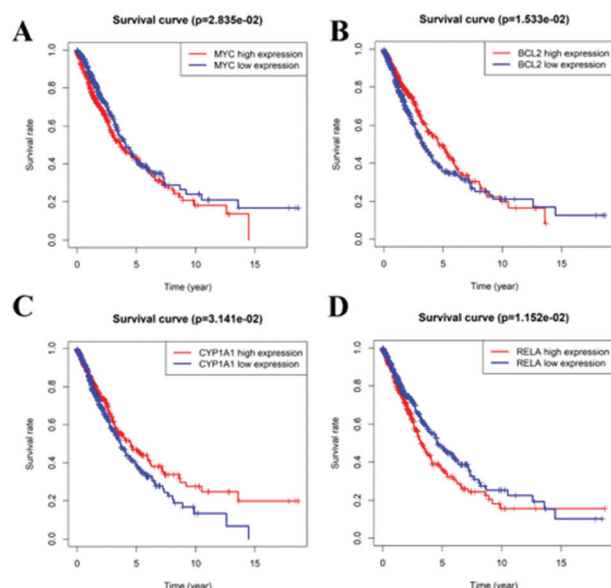 A
Survival curve (p=2.835e-02)
MYC high expression
MYC low expression
Survival rate
1.0
0.8
0.6
0.4
0.2
0.0
0 5 10 15
Time (year)
B
Survival curve (p=1.533e-02)
BCL2 high expression
BCL2 low expression
Survival rate
1.0
0.8
0.6
0.4
0.2
0.0
0 5 10 15
Time (year)
C
Survival curve (p=3.141e-02)
CYP1A1 high expression
CYP1A1 low expression
Survival rate
1.0
0.8
0.6
0.4
0.2
0.0
0 5 10 15
Time (year)
D
Survival curve (p=1.152e-02)
RELA high expression
RELA low expression
Survival rate
1.0
0.8
0.6
0.4
0.2
0.0
0 5 10 15
Time (year)